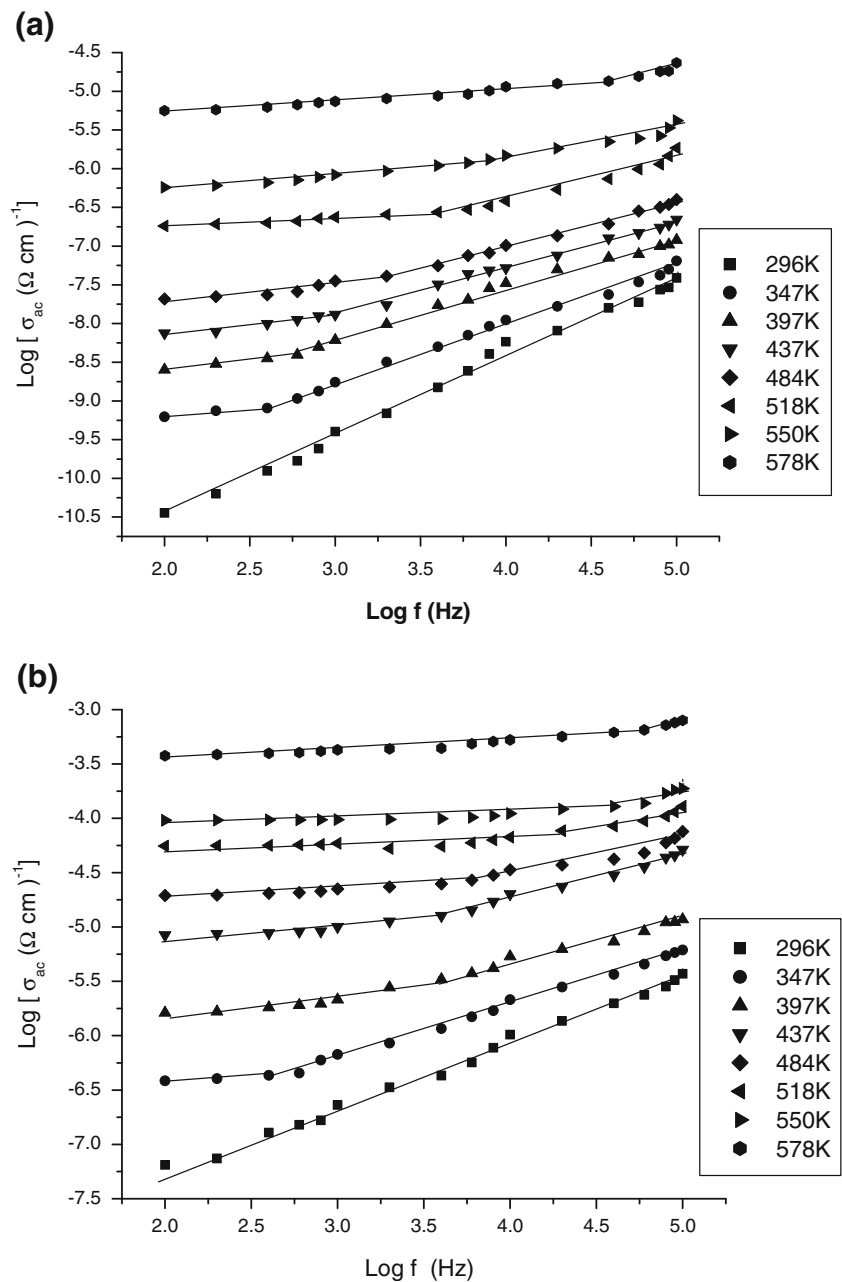 (a)
-4.5
-5.0
-5.5
-6.0
-6.5
-7.0
-7.5
-8.0
-8.5
-9.0
-9.5
-10.0
-10.5
Log [ σac (Ω cm )-1]
2.0 2.5 3.0 3.5 4.0 4.5 5.0
Log f (Hz)
296K
347K
397K
437K
484K
518K
550K
578K
(b)
-3.0
-3.5
-4.0
-4.5
-5.0
-5.5
-6.0
-6.5
-7.0
-7.5
Log [ σac (Ω cm )-1]
2.0 2.5 3.0 3.5 4.0 4.5 5.0
Log f (Hz)
296K
347K
397K
437K
484K
518K
550K
578K